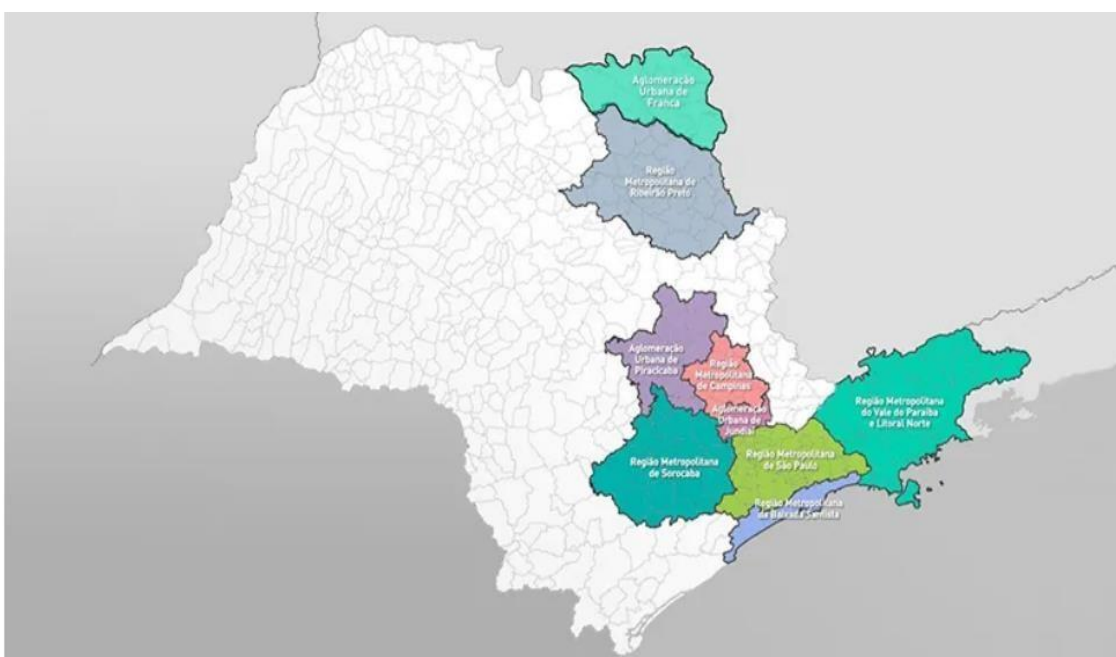 Aglomeração
Urbana de
Franca
Região
Metropolitana de
Ribeirão Preto
Aglomeração
Urbana de
Piracicaba
Região
Metropolitana
de Campinas
Aglomeração
Urbana de
Jundiaí
Região Metropolitana
do Vale do Paraíba
e Litoral Norte
Região Metropolitana
de Sorocaba
Região Metropolitana
de São Paulo
Região Metropolitana
da Baixada Santista